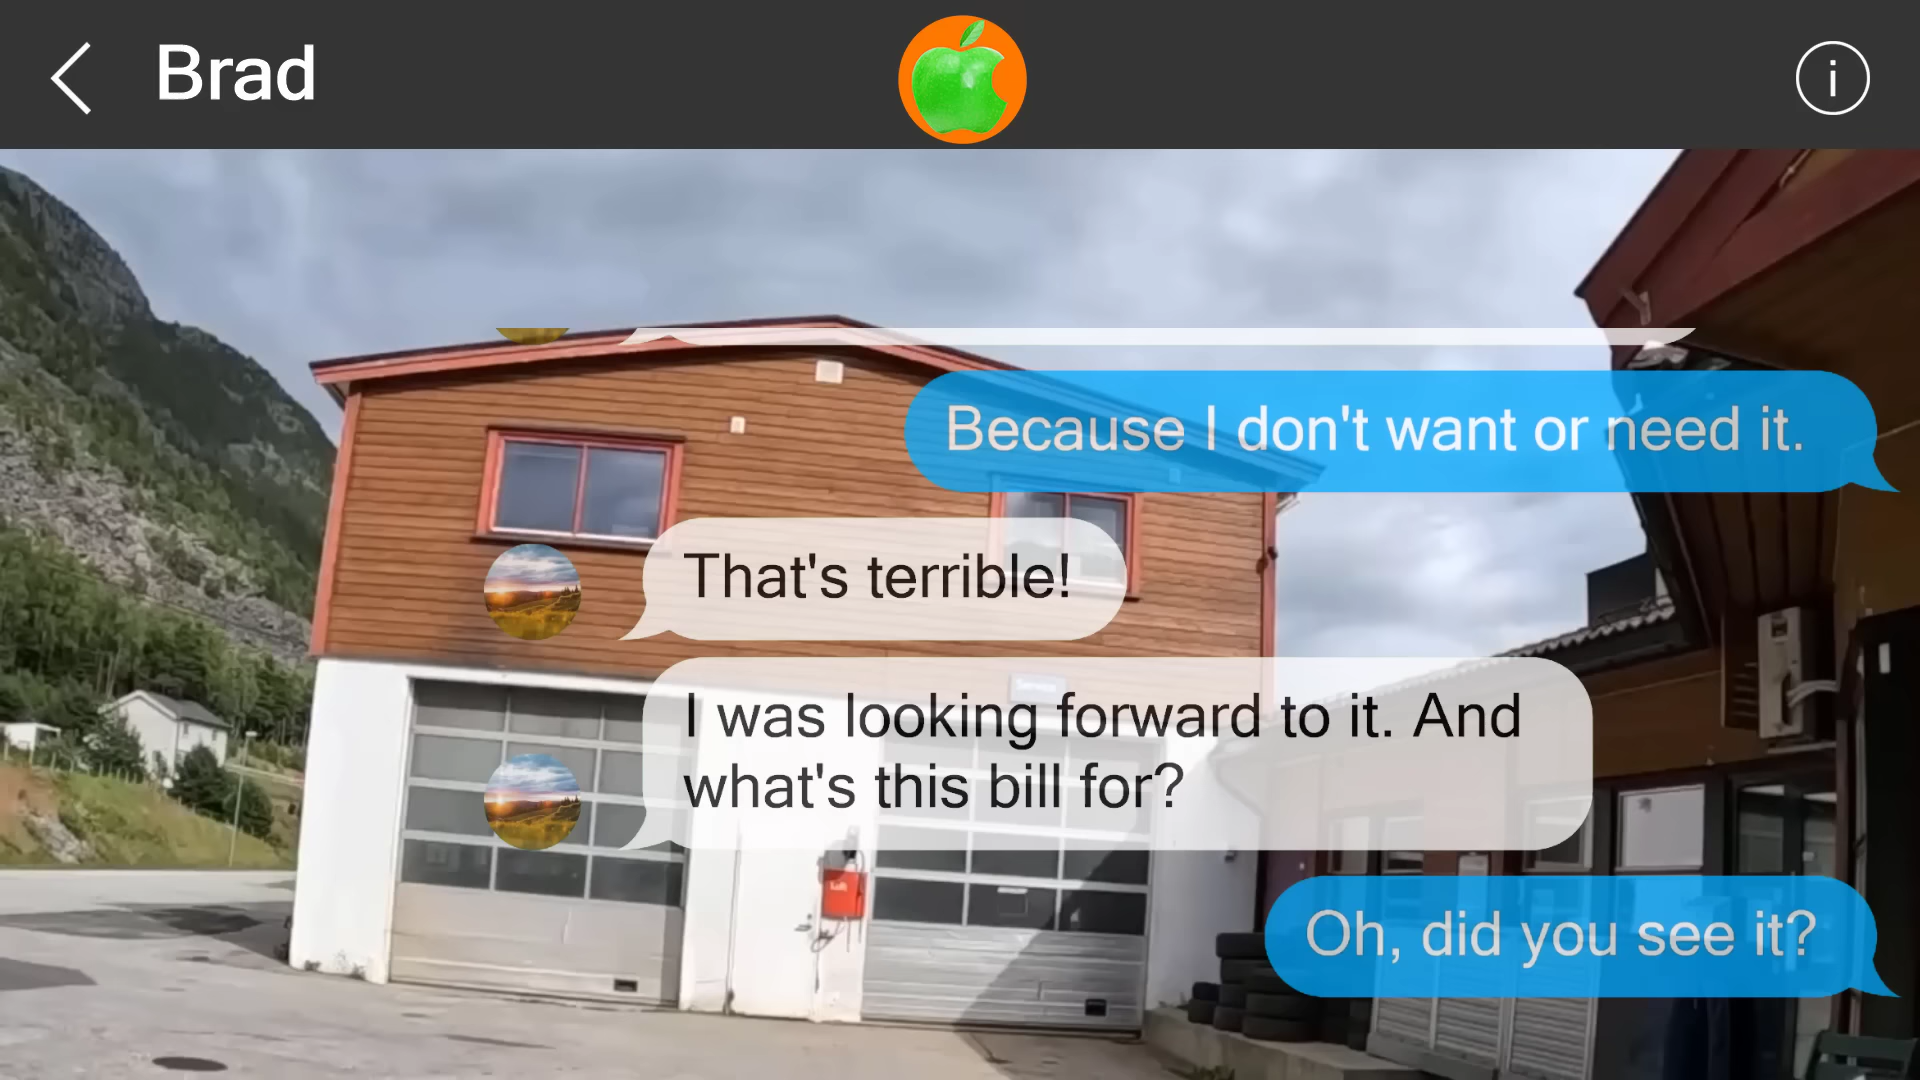 Brad
Because I don't want or need it.
That's terrible!
I was looking forward to it. And
what's this bill for?
Oh, did you see it?